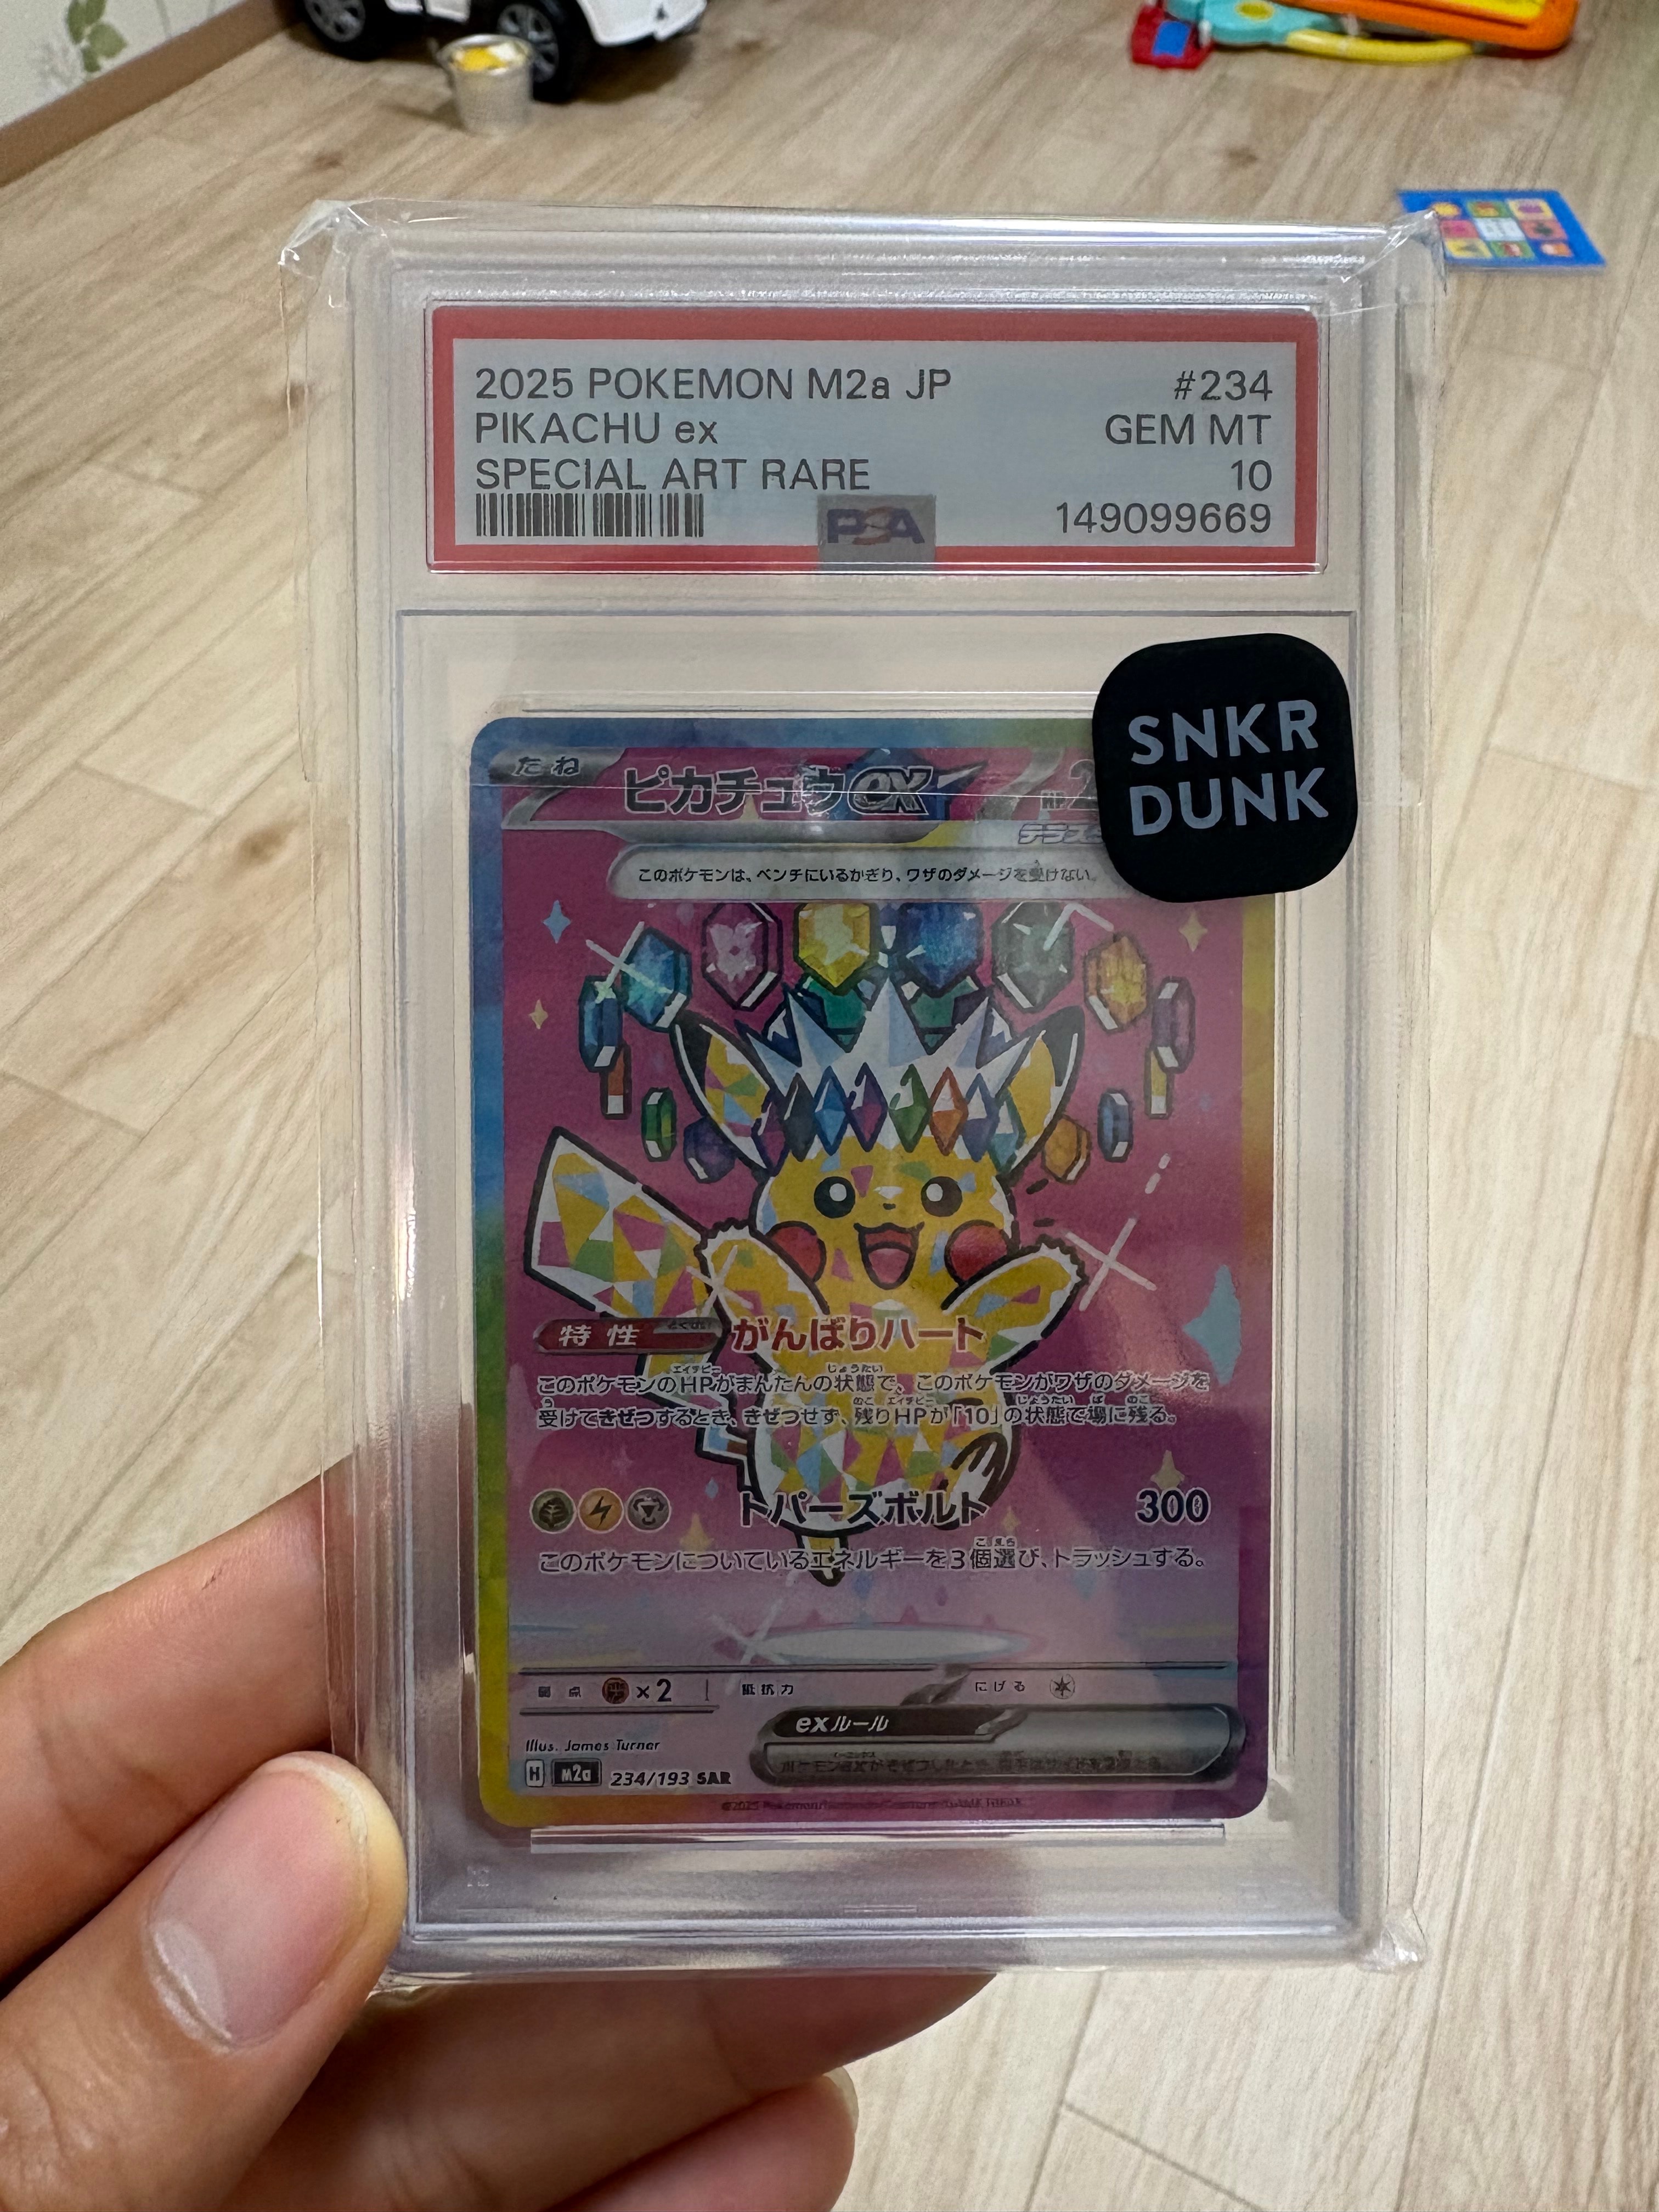 2025 POKEMON M2a JP #234
PIKACHU ex GEM MT
SPECIAL ART RARE 10
PSA 149099669
SNKR
DUNK
たね ピカチュウex HP
このポケモンは、ベンチにいるかぎり、ワザのダメージを受けない。
特性 がんばりハート
このポケモンのHPがまんたんの状態で、このポケモンがワザのダメージを
受けてきぜつするとき、きぜつせず、残りHPが「10」の状態で場に残る。
トパーズボルト 300
このポケモンについているエネルギーを3個選び、トラッシュする。
弱点 ×2 抵抗力 にげる
exルール
Illus. James Turner
H M2a 234/193 SAR